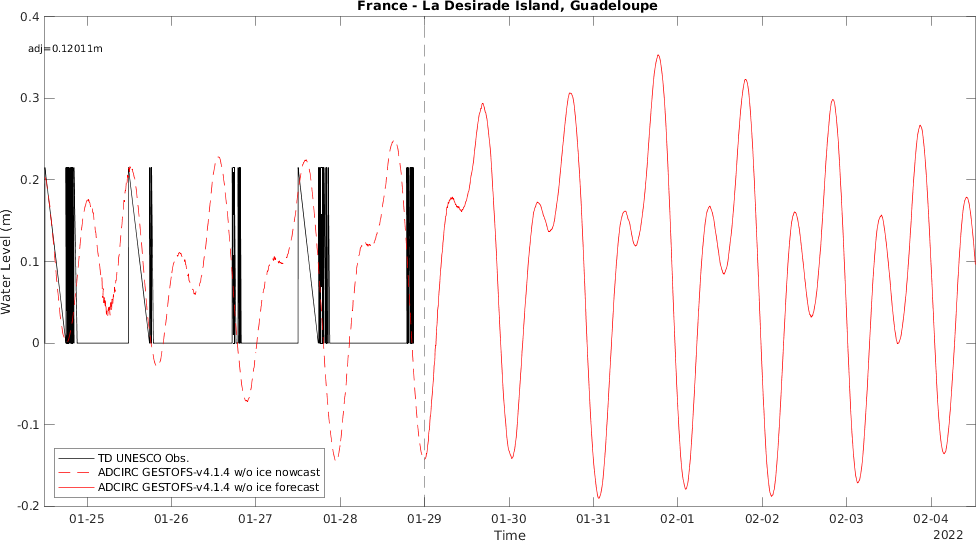 France - La Desirade Island, Guadeloupe
adj=0.12011m
0.4
0.3
0.2
0.1
0
-0.1
-0.2
Water Level (m)
TD UNESCO Obs.
ADCIRC GESTOFS-v4.1.4 w/o ice nowcast
ADCIRC GESTOFS-v4.1.4 w/o ice forecast
01-25 01-26 01-27 01-28 01-29 01-30 01-31 02-01 02-02 02-03 02-04
Time
2022